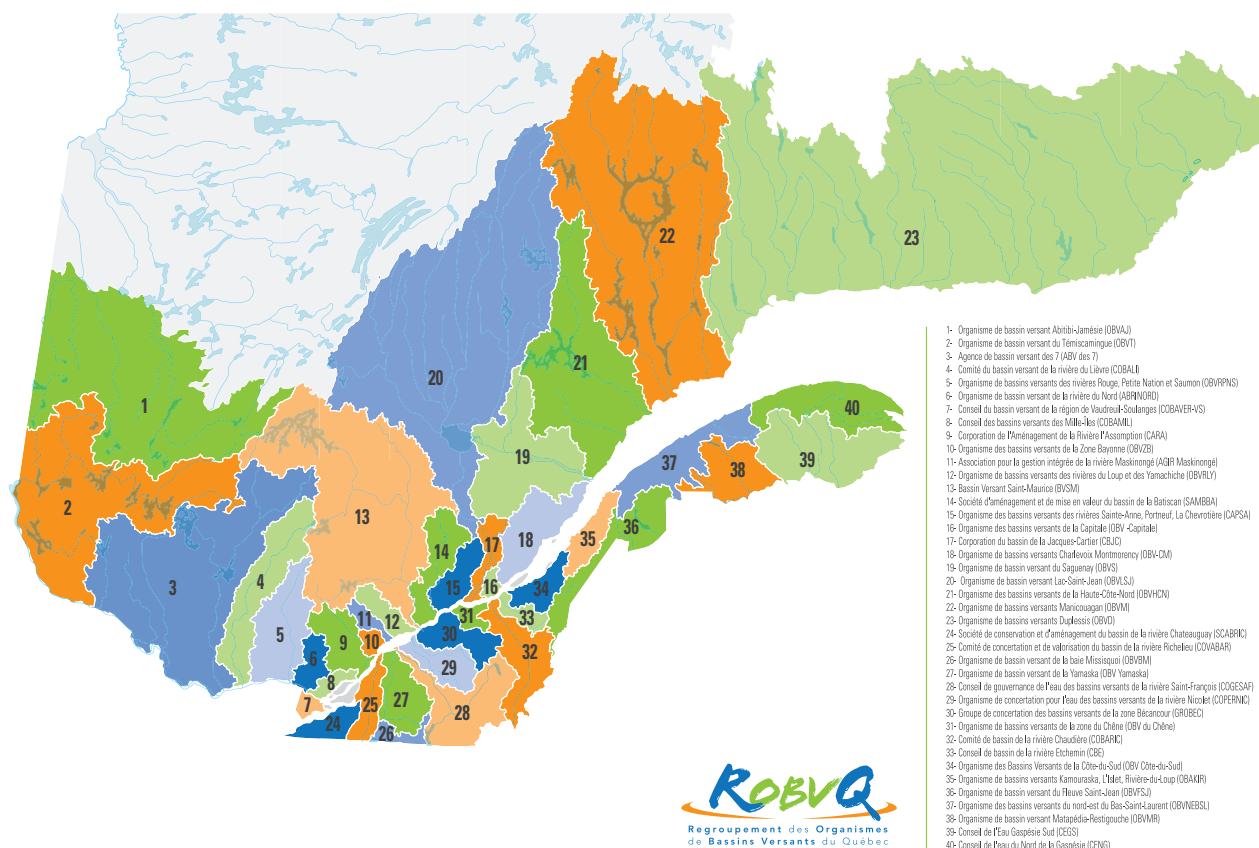 22
23
21
20
1
40
37
39
38
19
2
13
36
35
18
17
14
3
15
16
34
4
11
12
31
33
5
9
10
30
32
6
29
8
7
25
27
28
24
26
1- Organisme de bassin versant Abitibi-Jamésie (OBVAJ)
2- Organisme de bassin versant du Témiscamingue (OBVT)
3- Agence de bassin versant des 7 (ABV des 7)
4- Comité du bassin versant de la rivière du Lièvre (COBALI)
5- Organisme de bassins versants des rivières Rouge, Petite Nation et Saumon (OBVRPNS)
6- Organisme de bassin versant de la rivière du Nord (ABRINORD)
7- Conseil du bassin versant de la région de Vaudreuil-Soulanges (COBAVER-VS)
8- Conseil des bassins versants des Mille-Îles (COBAMIL)
9- Corporation de l'Aménagement de la Rivière l'Assomption (CARA)
10- Organisme des bassins versants de la Zone Bayonne (OBVZB)
11- Association pour la gestion intégrée de la rivière Maskinongé (AGIR Maskinongé)
12- Organisme de bassins versants des rivières du Loup et des Yamachiche (OBVRLY)
13- Bassin Versant Saint-Maurice (BVSM)
14- Société d'aménagement et de mise en valeur du bassin de la Batiscan (SAMBBA)
15- Organisme des bassins versants des rivières Sainte-Anne, Portneuf, La Chevrotière (CAPSA)
16- Organisme des bassins versants de la Capitale (OBV -Capitale)
17- Corporation du bassin de la Jacques-Cartier (CBJC)
18- Organisme de bassins versants Charlevoix Montmorency (OBV-CM)
19- Organisme de bassin versant du Saguenay (OBVS)
20- Organisme de bassin versant Lac-Saint-Jean (OBVLSJ)
21- Organisme des bassins versants de la Haute-Côte-Nord (OBVHCN)
22- Organisme de bassins versants Manicouagan (OBVM)
23- Organisme de bassins versants Duplessis (OBVD)
24- Société de conservation et d'aménagement du bassin de la rivière Chateauguay (SCABRIC)
25- Comité de concertation et de valorisation du bassin de la rivière Richelieu (COVABAR)
26- Organisme de bassin versant de la baie Missisquoi (OBVBM)
27- Organisme de bassin versant de la Yamaska (OBV Yamaska)
28- Conseil de gouvernance de l'eau des bassins versants de la rivière Saint-François (COGESAF)
29- Organisme de concertation pour l'eau des bassins versants de la rivière Nicolet (COPERNIC)
30- Groupe de concertation des bassins versants de la zone Bécancour (GROBEC)
31- Organisme de bassins versants de la zone du Chêne (OBV du Chêne)
32- Comité de bassin de la rivière Chaudière (COBARIC)
33- Conseil de bassin de la rivière Etchemin (CBE)
34- Organisme des Bassins Versants de la Côte-du-Sud (OBV Côte-du-Sud)
35- Organisme de bassins versants Kamouraska, L'Islet, Rivière-du-Loup (OBAKIR)
36- Organisme de bassin versant du Fleuve Saint-Jean (OBVFSJ)
37- Organisme des bassins versants du nord-est du Bas-Saint-Laurent (OBVNEBSL)
38- Organisme de bassin versant Matapédia-Restigouche (OBVMR)
39- Conseil de l'Eau Gaspésie Sud (CEGS)
40- Conseil de l'eau du Nord de la Gaspésie (CENG)
ROBVQ
Regroupement des Organismes
de Bassins Versants du Québec